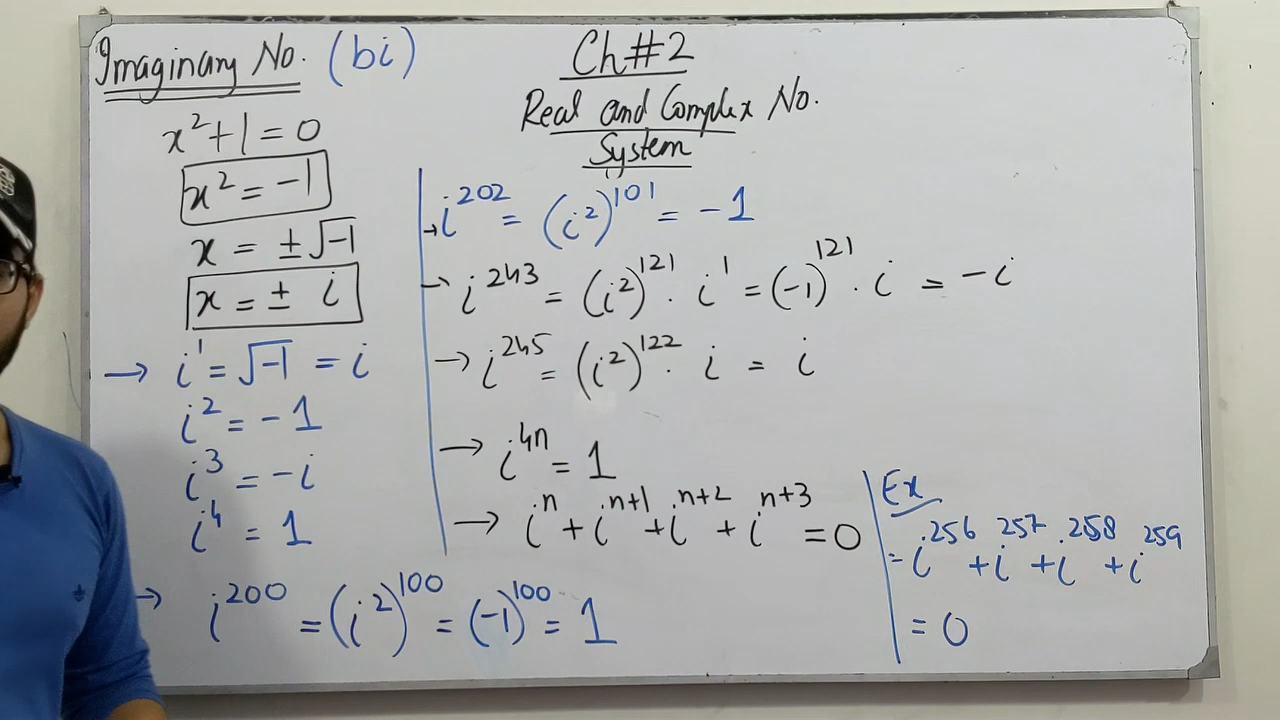 Imaginary No. (bi)
x²+1=0
x² = -1
x = ±√-1
x = ± i
→ i¹ = √-1 = i
i² = -1
i³ = -i
i⁴ = 1
→ i²⁰⁰ = (i²)¹⁰⁰ = (-1)¹⁰⁰ = 1
Ch#2
Real and Complex No.
System
→ i²⁰² = (i²)¹⁰¹ = -1
→ i²⁴³ = (i²)¹²¹ . i¹ = (-1)¹²¹ . i = -i
→ i²⁴⁵ = (i²)¹²² . i = i
→ i⁴ⁿ = 1
→ iⁿ + iⁿ⁺¹ + iⁿ⁺² + iⁿ⁺³ = 0
Ex
= i²⁵⁶ + i²⁵⁷ + i²⁵⁸ + i²⁵⁹
= 0